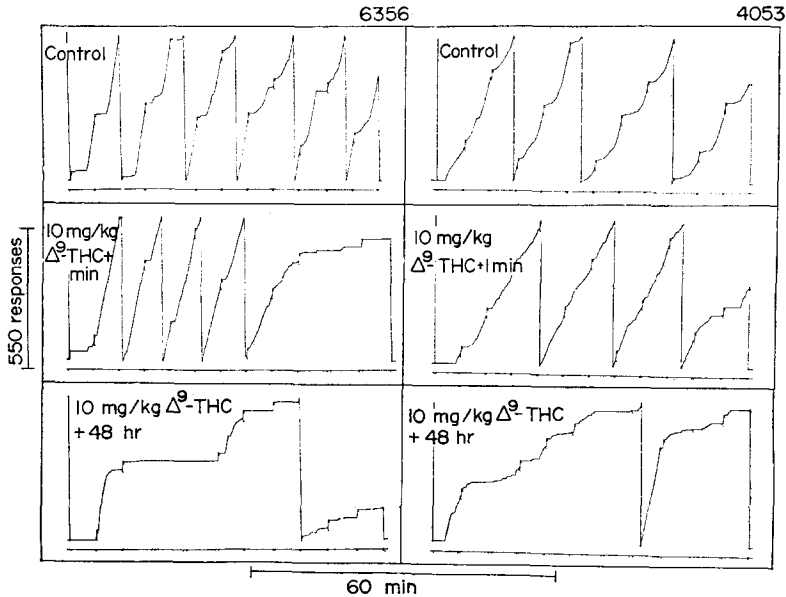 6356
4053
Control
Control
10 mg/kg
Δ⁹-THC+
min
10 mg/kg
Δ⁹-THC+1 min
550 responses
10 mg/kg Δ⁹-THC
+ 48 hr
10 mg/kg Δ⁹-THC
+ 48 hr
60 min